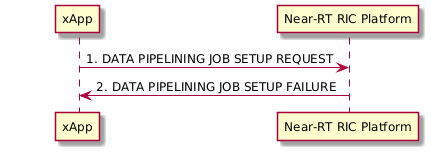 xApp Near-RT RIC Platform
1. DATA PIPELINING JOB SETUP REQUEST
2. DATA PIPELINING JOB SETUP FAILURE
xApp Near-RT RIC Platform